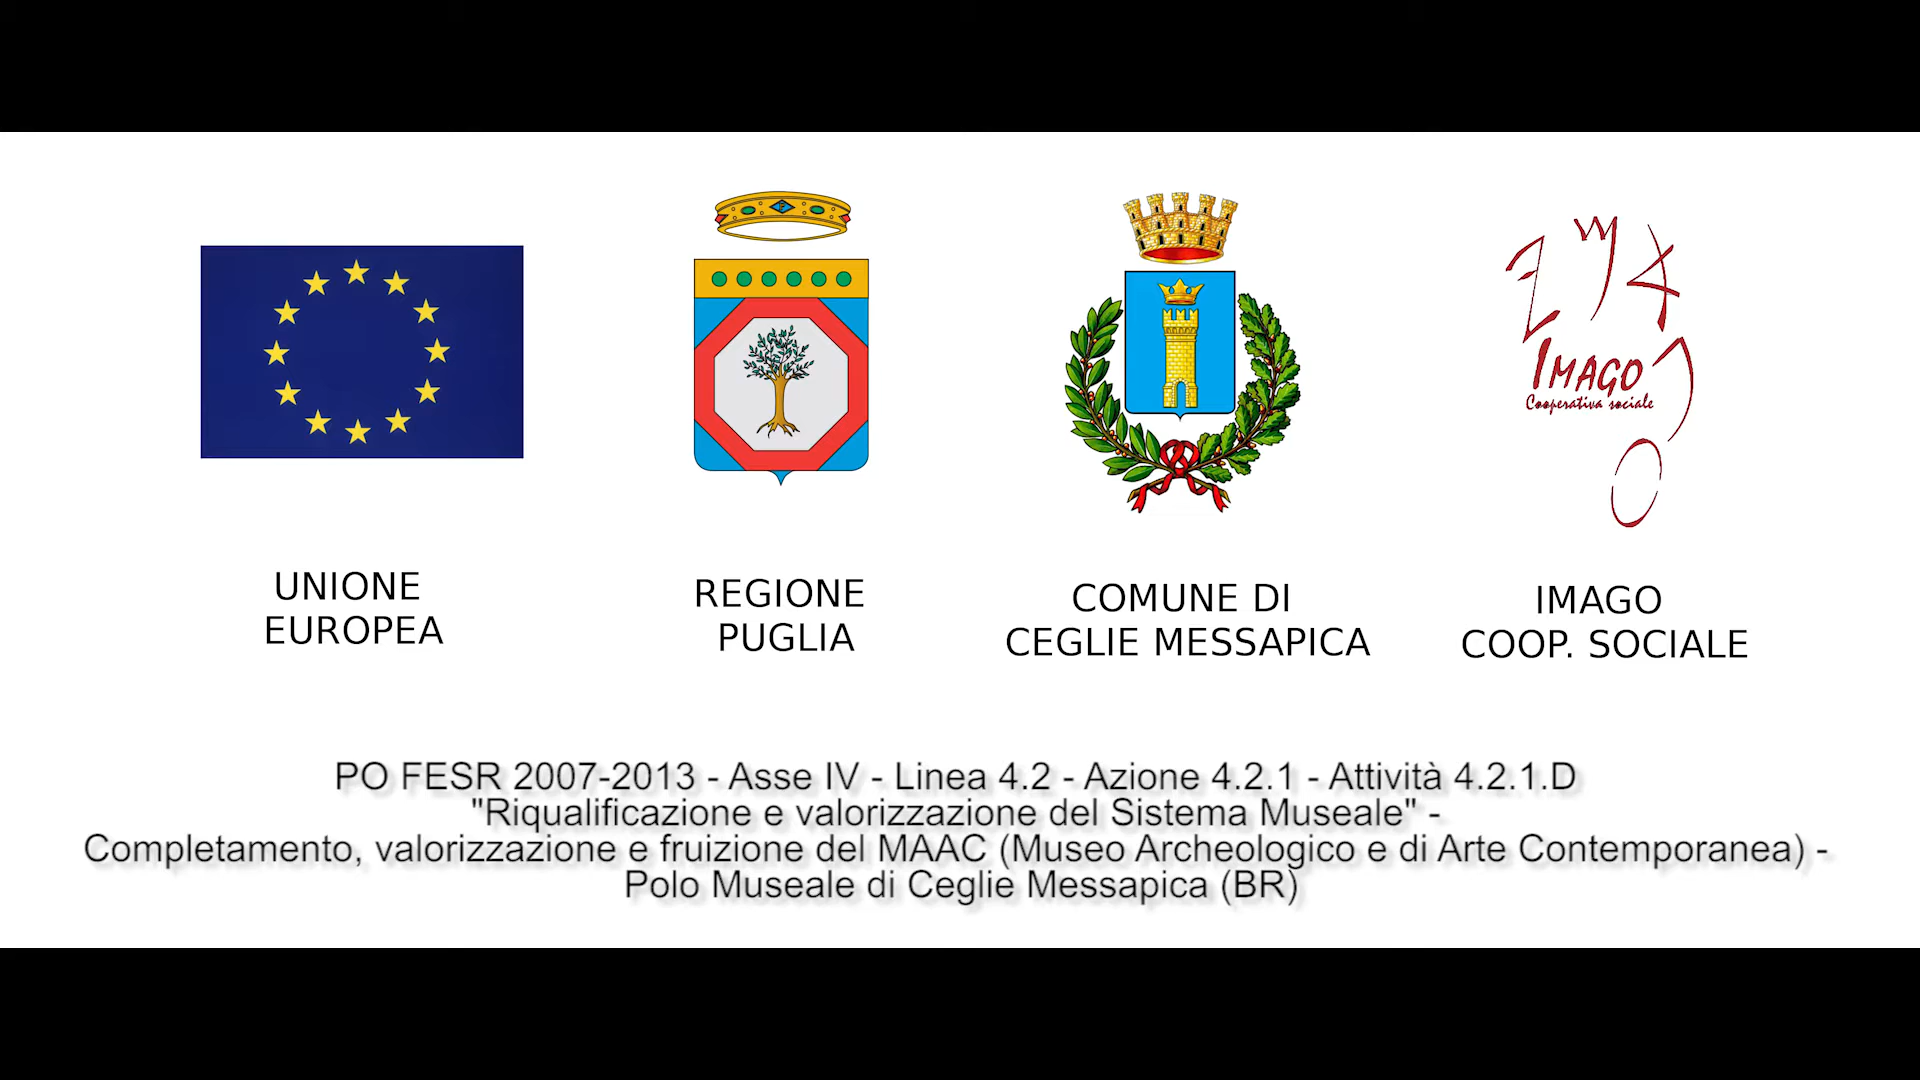 IMAGO
Cooperativa sociale
UNIONE
EUROPEA
REGIONE
PUGLIA
COMUNE DI
CEGLIE MESSAPICA
IMAGO
COOP. SOCIALE
PO FESR 2007-2013 - Asse IV - Linea 4.2 - Azione 4.2.1 - Attività 4.2.1.D
"Riqualificazione e valorizzazione del Sistema Museale" -
Completamento, valorizzazione e fruizione del MAAC (Museo Archeologico e di Arte Contemporanea) -
Polo Museale di Ceglie Messapica (BR)